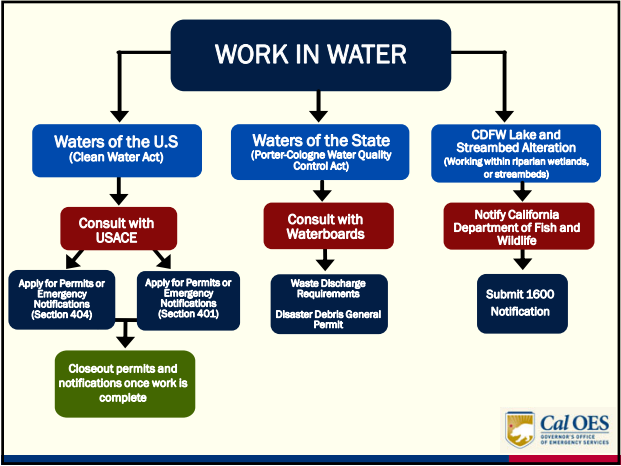 WORK IN WATER
Waters of the U.S
(Clean Water Act)
Waters of the State
(Porter-Cologne Water Quality
Control Act)
CDFW Lake and
Streambed Alteration
(Working within riparian wetlands,
or streambeds)
Consult with
USACE
Consult with
Waterboards
Notify California
Department of Fish and
Wildlife
Apply for Permits or
Emergency
Notifications
(Section 404)
Apply for Permits or
Emergency
Notifications
(Section 401)
Waste Discharge
Requirements
Disaster Debris General
Permit
Submit 1600
Notification
Closeout permits and
notifications once work is
complete
Cal OES
GOVERNOR'S OFFICE
OF EMERGENCY SERVICES